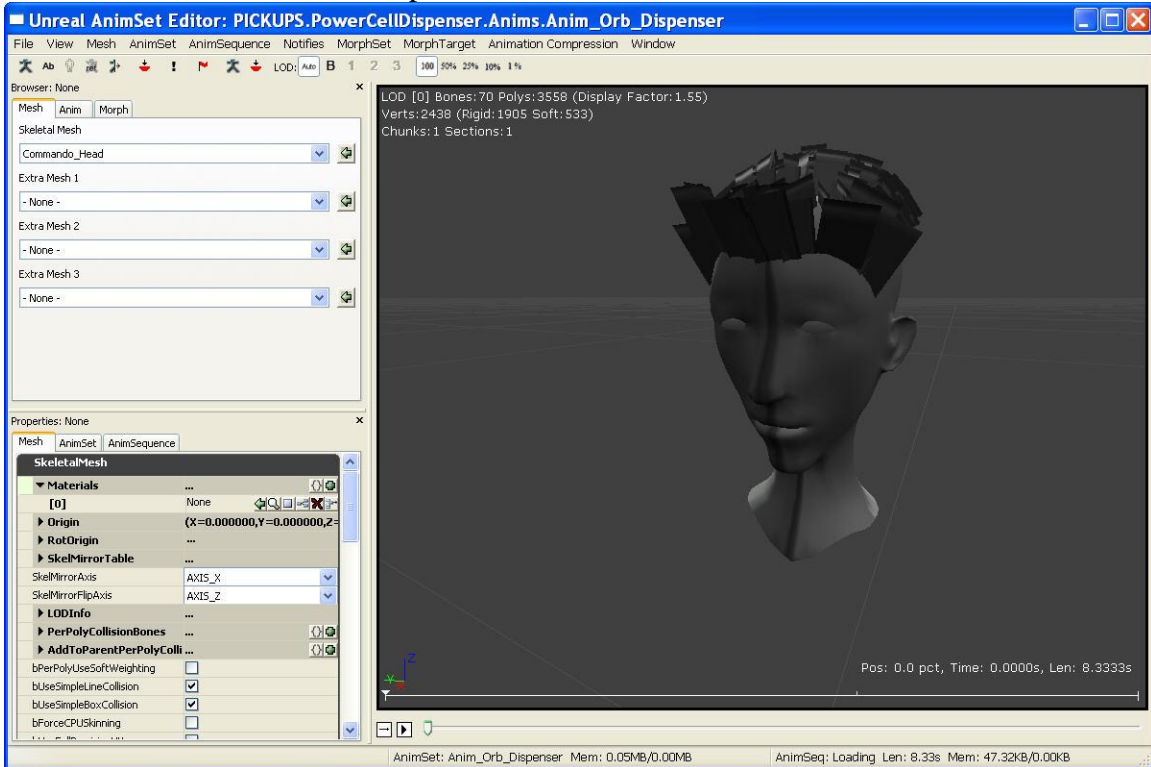 Unreal AnimSet Editor: PICKUPS.PowerCellDispenser.Anims.Anim_Orb_Dispenser
File View Mesh AnimSet AnimSequence Notifies MorphSet MorphTarget Animation Compression Window
Ab LOD: Auto B 1 2 3 100 50% 25% 10% 1%
Browser: None
Mesh Anim Morph
Skeletal Mesh
Commando_Head
Extra Mesh 1
- None -
Extra Mesh 2
- None -
Extra Mesh 3
- None -
Properties: None
Mesh AnimSet AnimSequence
SkeletalMesh
Materials ...
[0] None
Origin (X=0.000000,Y=0.000000,Z=
RotOrigin ...
SkelMirrorTable ...
SkelMirrorAxis AXIS_X
SkelMirrorFlipAxis AXIS_Z
LODInfo ...
PerPolyCollisionBones ...
AddToParentPerPolyColli ...
bPerPolyUseSoftWeighting
bUseSimpleLineCollision
bUseSimpleBoxCollision
bForceCPUSkinning
LOD [0] Bones:70 Polys:3558 (Display Factor:1.55)
Verts:2438 (Rigid:1905 Soft:533)
Chunks:1 Sections:1
Z
Pos: 0.0 pct, Time: 0.0000s, Len: 8.3333s
AnimSet: Anim_Orb_Dispenser Mem: 0.05MB/0.00MB
AnimSeq: Loading Len: 8.33s Mem: 47.32KB/0.00KB